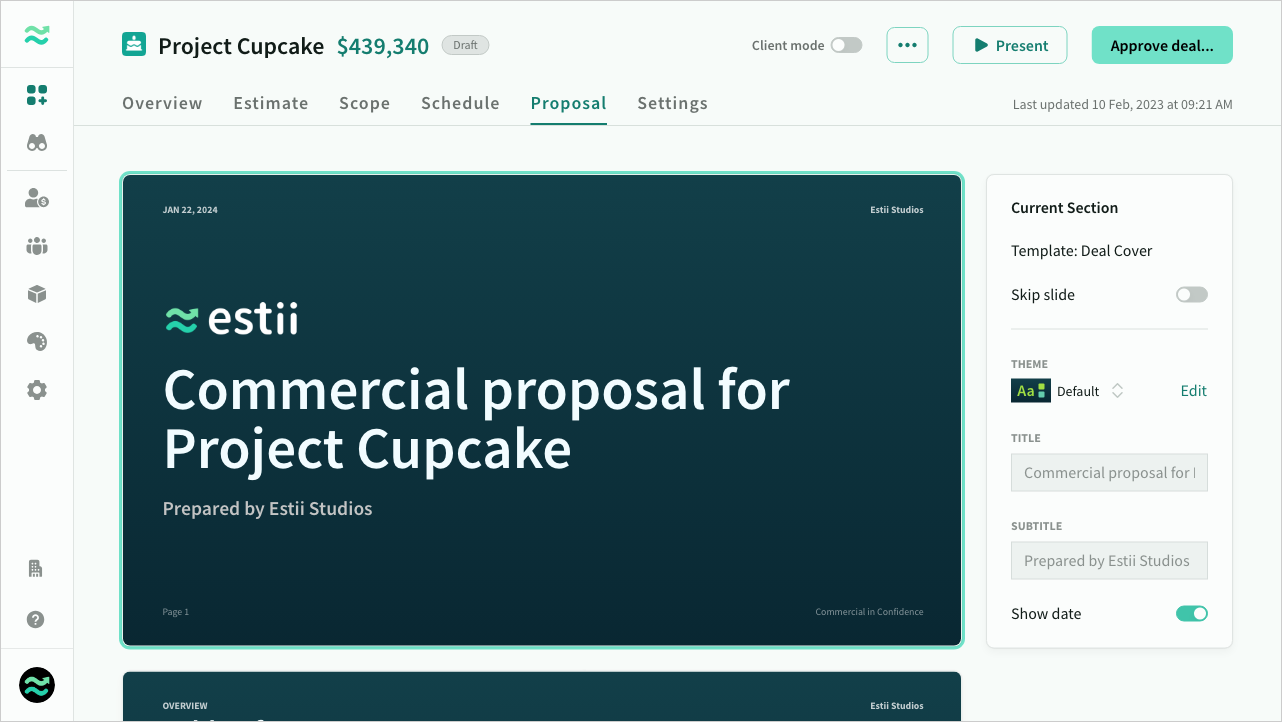 Project Cupcake $439,340 Draft
Client mode
Present
Approve deal...
Overview Estimate Scope Schedule Proposal Settings
Last updated 10 Feb, 2023 at 09:21 AM
JAN 22, 2024
Estii Studios
estii
Commercial proposal for
Project Cupcake
Prepared by Estii Studios
Page 1
Commercial in Confidence
OVERVIEW
Estii Studios
Current Section
Template: Deal Cover
Skip slide
THEME
Aa Default Edit
TITLE
Commercial proposal for
SUBTITLE
Prepared by Estii Studios
Show date